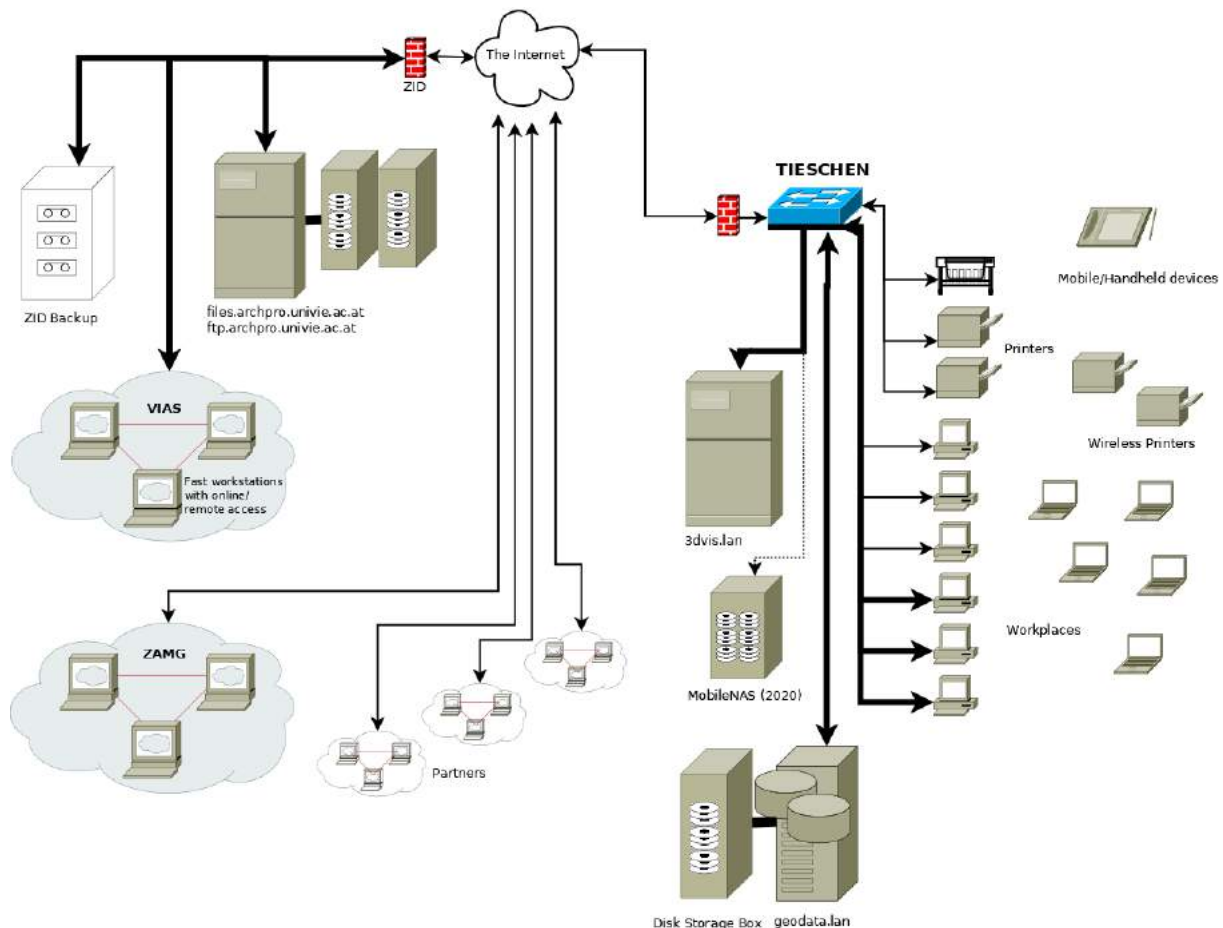 The Internet
ZID
TIESCHEN
Mobile/Handheld devices
ZID Backup
files.archpro.univie.ac.at
ftp.archpro.univie.ac.at
Printers
VIAS
Wireless Printers
Fast workstations
with online/
remote access
3dvis.lan
Workplaces
ZAMG
MobileNAS (2020)
Partners
Disk Storage Box
geodata.lan